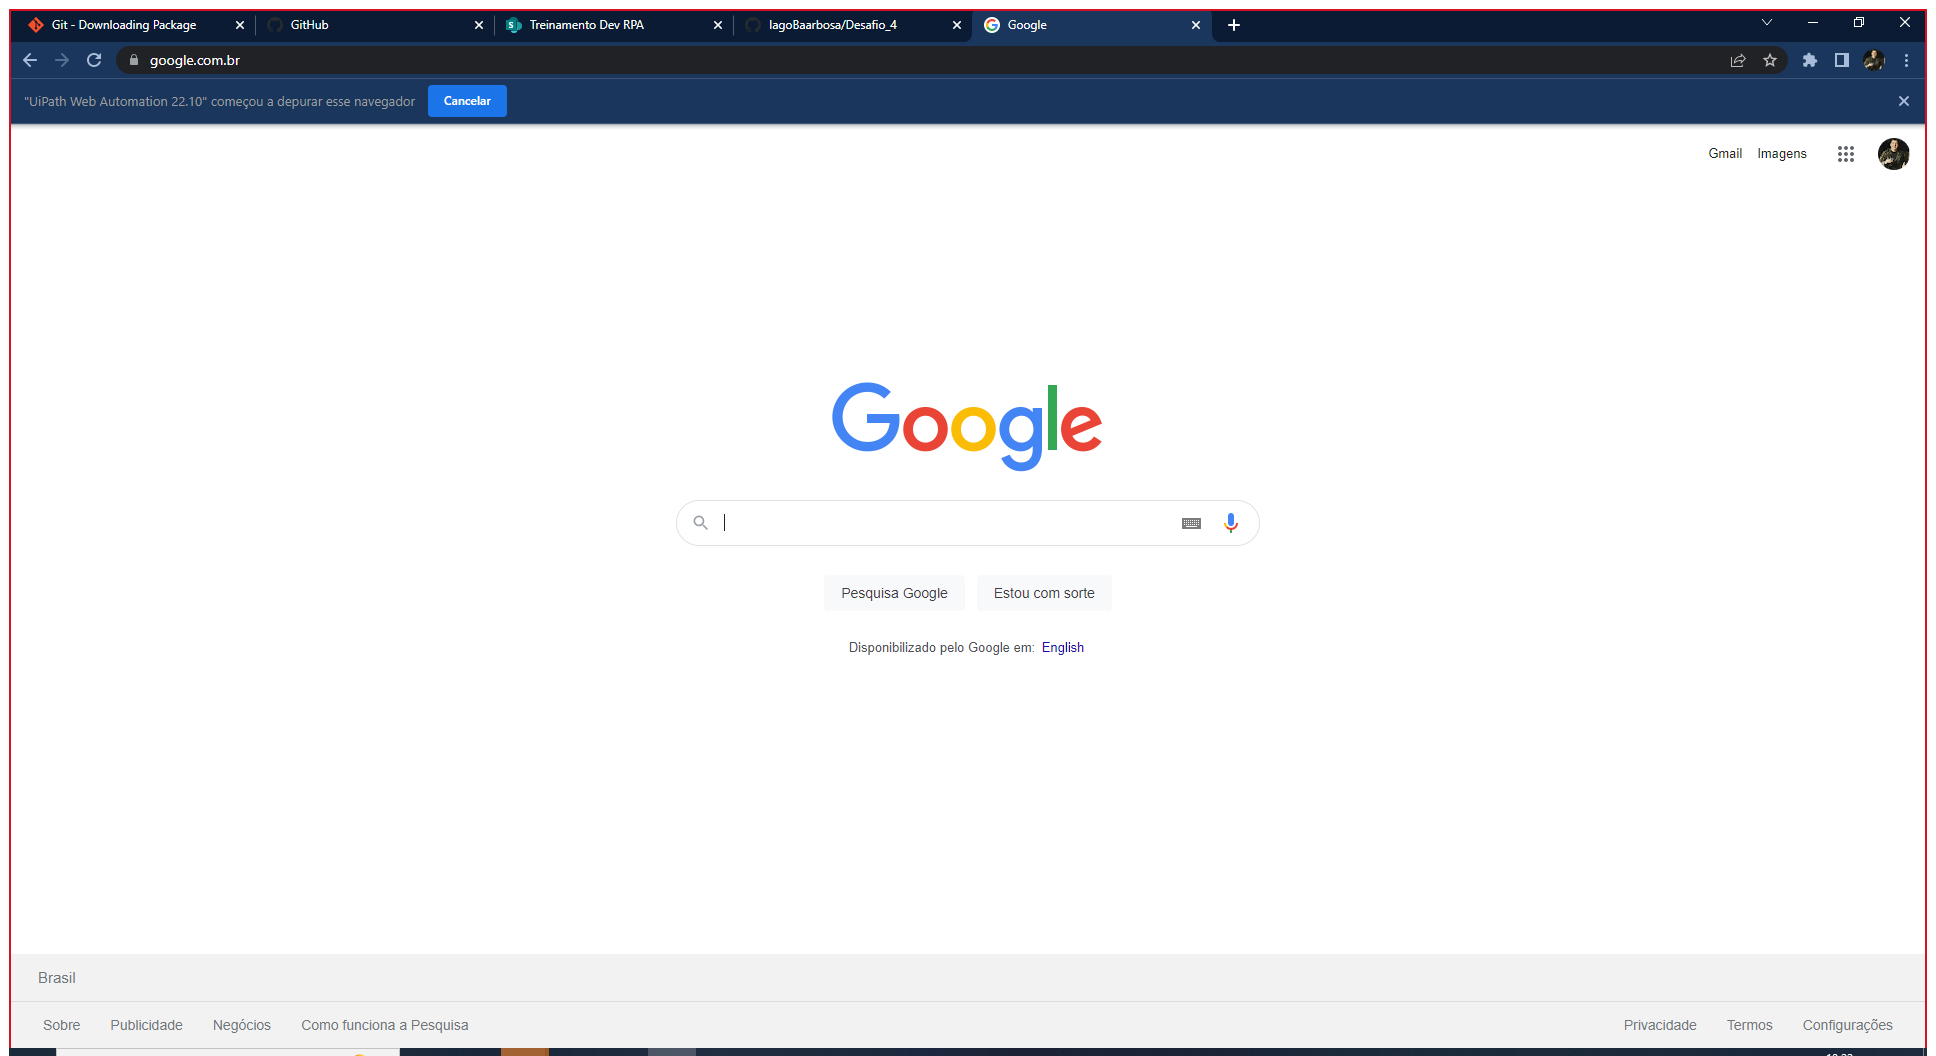 Git - Downloading Package
GitHub
Treinamento Dev RPA
IagoBaarbosa/Desafio_4
Google
google.com.br
"UiPath Web Automation 22.10" começou a depurar esse navegador
Cancelar
Gmail
Imagens
Google
Pesquisa Google
Estou com sorte
Disponibilizado pelo Google em: English
Brasil
Sobre
Publicidade
Negócios
Como funciona a Pesquisa
Privacidade
Termos
Configurações